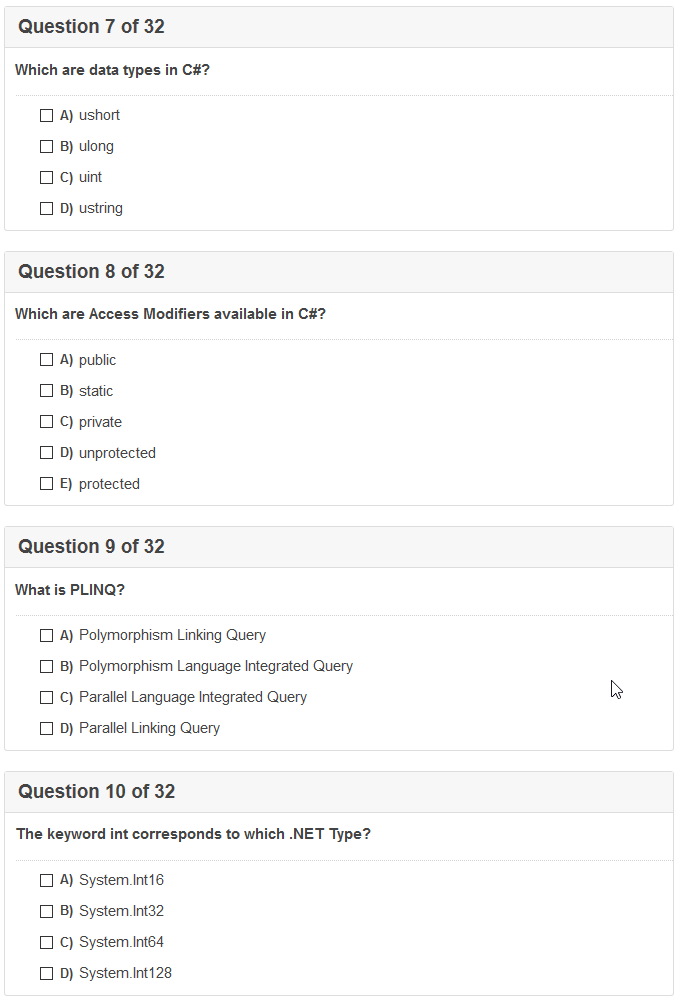 Question 7 of 32
Which are data types in C#?
A) ushort
B) ulong
C) uint
D) ustring
Question 8 of 32
Which are Access Modifiers available in C#?
A) public
B) static
C) private
D) unprotected
E) protected
Question 9 of 32
What is PLINQ?
A) Polymorphism Linking Query
B) Polymorphism Language Integrated Query
C) Parallel Language Integrated Query
D) Parallel Linking Query
Question 10 of 32
The keyword int corresponds to which .NET Type?
A) System.Int16
B) System.Int32
C) System.Int64
D) System.Int128